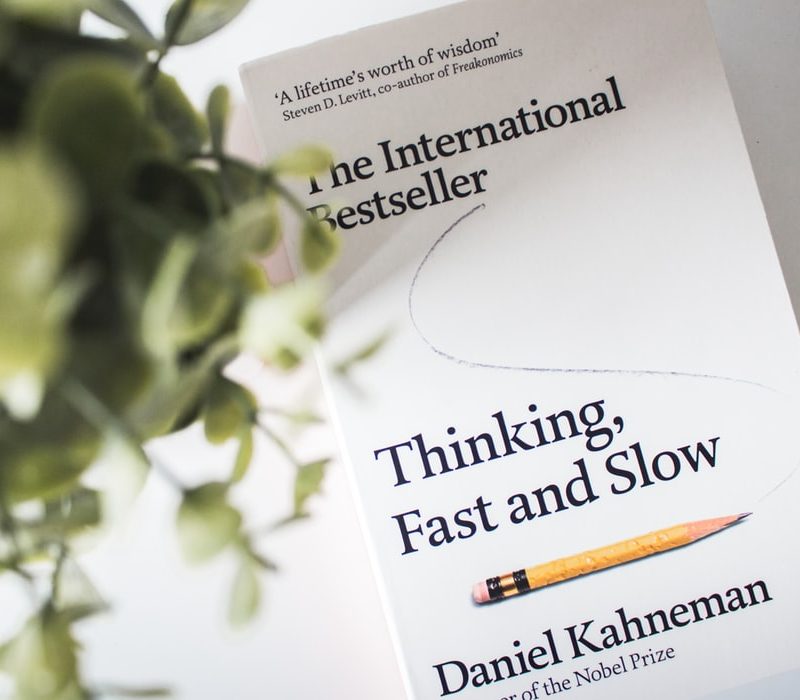 ‘A lifetime’s worth of wisdom’
Steven D. Levitt, co-author of Freakonomics
The International
Bestseller
Thinking,
Fast and Slow
Daniel Kahneman
of the Nobel Prize